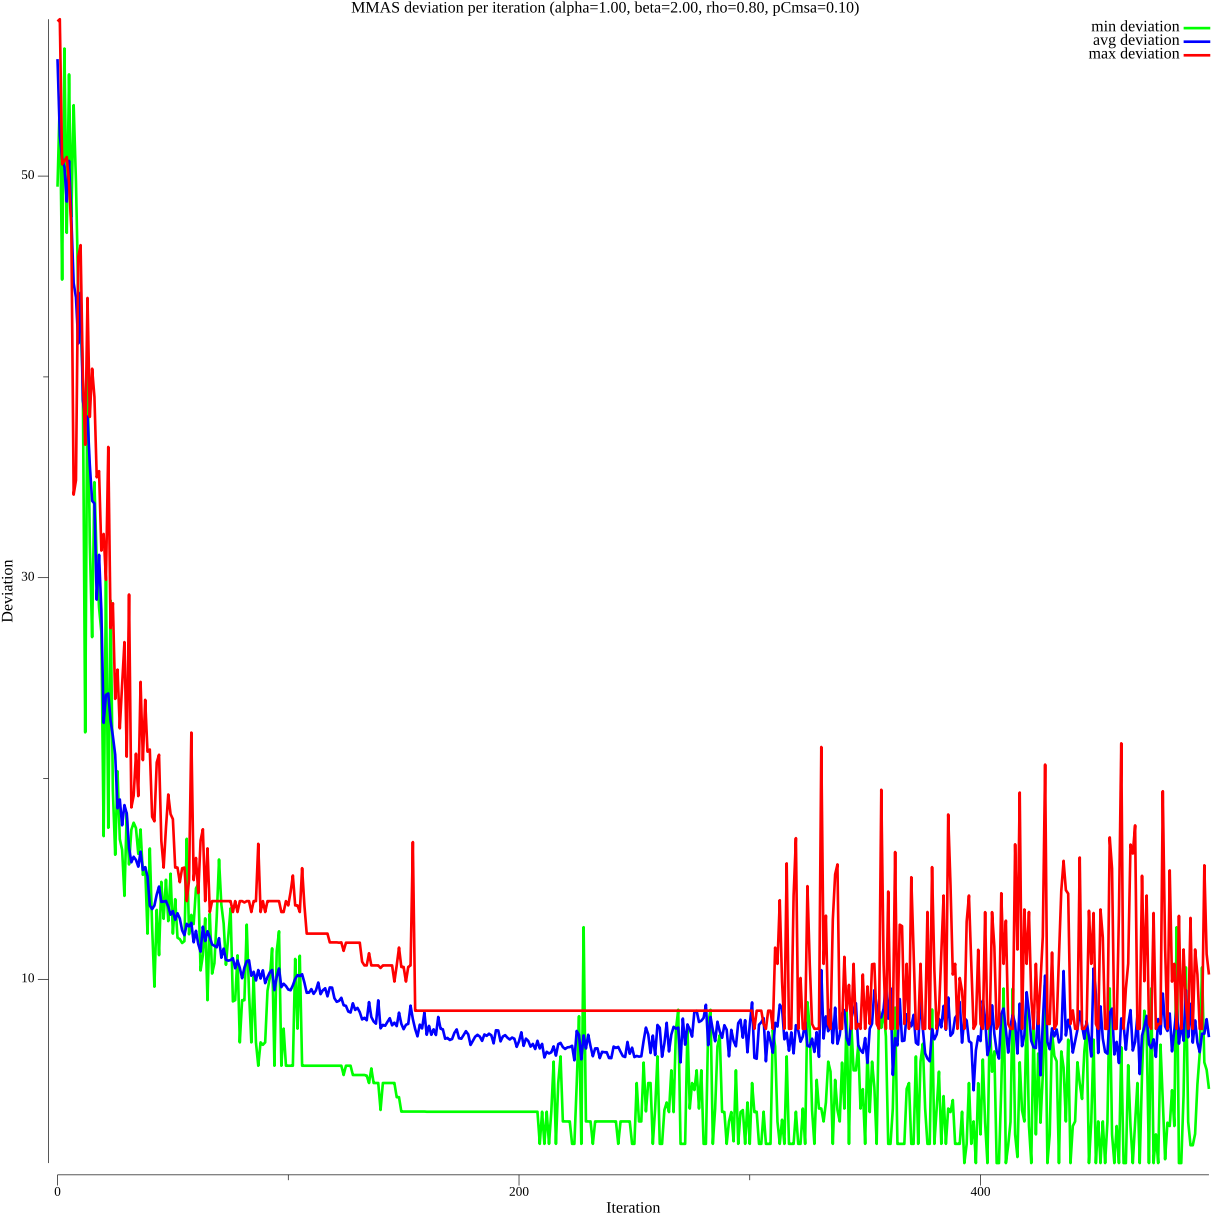 MMAS deviation per iteration (alpha=1.00, beta=2.00, rho=0.80, pCmsa=0.10)
min deviation
avg deviation
max deviation
50
30
10
Deviation
0
200
400
Iteration